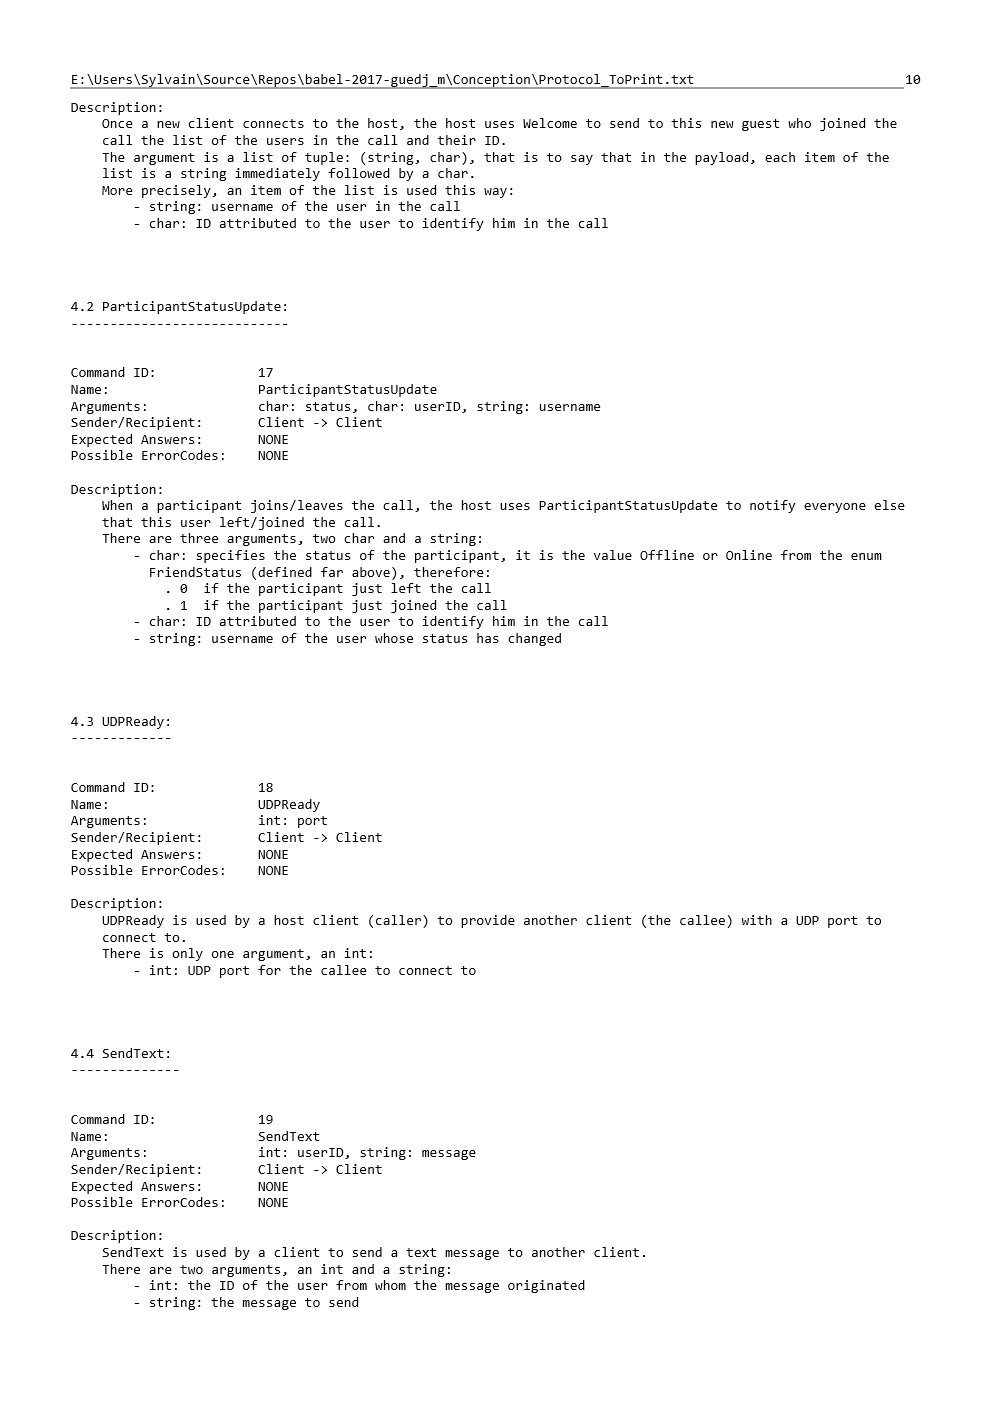 E:\Users\Sylvain\Source\Repos\babel-2017-guedj_m\Conception\Protocol_ToPrint.txt 10
Description:
Once a new client connects to the host, the host uses Welcome to send to this new guest who joined the
call the list of the users in the call and their ID.
The argument is a list of tuple: (string, char), that is to say that in the payload, each item of the
list is a string immediately followed by a char.
More precisely, an item of the list is used this way:
- string: username of the user in the call
- char: ID attributed to the user to identify him in the call
4.2 ParticipantStatusUpdate:
----------------------------
Command ID: 17
Name: ParticipantStatusUpdate
Arguments: char: status, char: userID, string: username
Sender/Recipient: Client -> Client
Expected Answers: NONE
Possible ErrorCodes: NONE
Description:
When a participant joins/leaves the call, the host uses ParticipantStatusUpdate to notify everyone else
that this user left/joined the call.
There are three arguments, two char and a string:
- char: specifies the status of the participant, it is the value Offline or Online from the enum
FriendStatus (defined far above), therefore:
. 0 if the participant just left the call
. 1 if the participant just joined the call
- char: ID attributed to the user to identify him in the call
- string: username of the user whose status has changed
4.3 UDPReady:
-------------
Command ID: 18
Name: UDPReady
Arguments: int: port
Sender/Recipient: Client -> Client
Expected Answers: NONE
Possible ErrorCodes: NONE
Description:
UDPReady is used by a host client (caller) to provide another client (the callee) with a UDP port to
connect to.
There is only one argument, an int:
- int: UDP port for the callee to connect to
4.4 SendText:
--------------
Command ID: 19
Name: SendText
Arguments: int: userID, string: message
Sender/Recipient: Client -> Client
Expected Answers: NONE
Possible ErrorCodes: NONE
Description:
SendText is used by a client to send a text message to another client.
There are two arguments, an int and a string:
- int: the ID of the user from whom the message originated
- string: the message to send